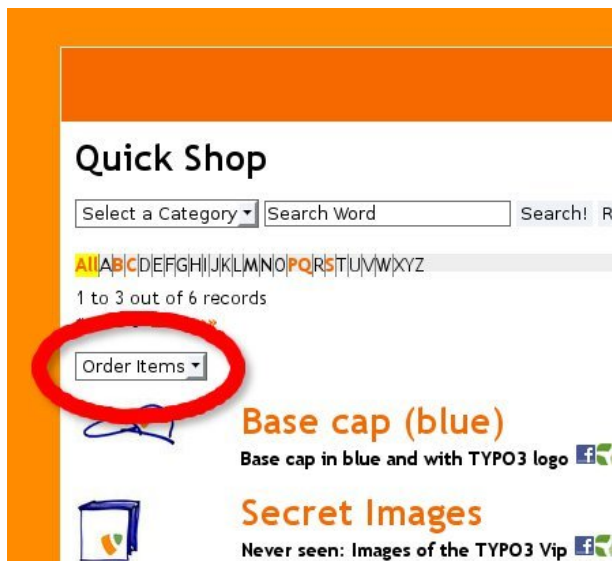 Quick Shop
Select a Category Search Word Search! R
All|A|B|C|D|E|F|G|H|I|J|K|L|M|N|O|P|Q|R|S|T|U|V|W|X|Y|Z
1 to 3 out of 6 records
Order Items
Base cap (blue)
Base cap in blue and with TYPO3 logo
Secret Images
Never seen: Images of the TYPO3 Vip